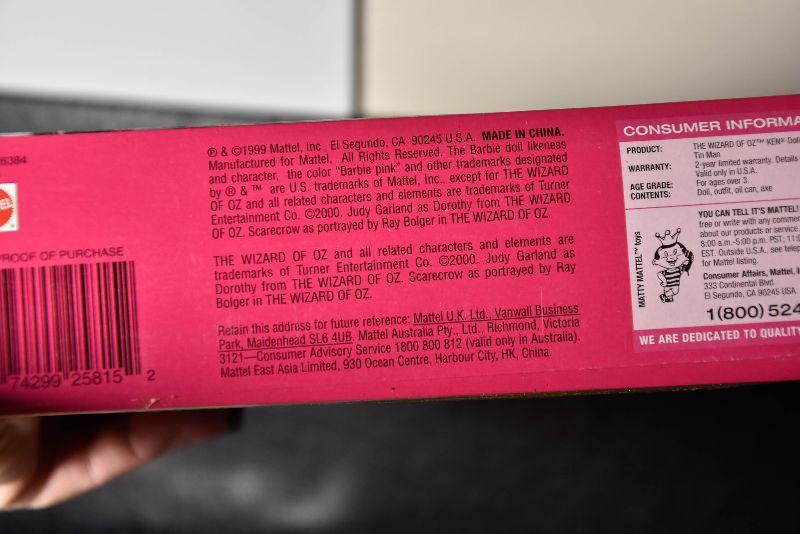 6384
EL
PROOF OF PURCHASE
74299 25815 2
℗ & ©1999 Mattel, Inc., El Segundo, CA 90245 U.S.A. MADE IN CHINA.
Manufactured for Mattel. All Rights Reserved. The Barbie doll likeness
and character, the color "Barbie pink" and other trademarks designated
by ® & ™ are U.S. trademarks of Mattel, Inc., except for THE WIZARD
OF OZ and all related characters and elements are trademarks of Turner
Entertainment Co. ©2000. Judy Garland as Dorothy from THE WIZARD
OF OZ. Scarecrow as portrayed by Ray Bolger in THE WIZARD OF OZ.
THE WIZARD OF OZ and all related characters and elements are
trademarks of Turner Entertainment Co. ©2000. Judy Garland as
Dorothy from THE WIZARD OF OZ. Scarecrow as portrayed by Ray
Bolger in THE WIZARD OF OZ.
Retain this address for future reference: Mattel U.K. Ltd., Vanwall Business
Park, Maidenhead SL6 4UB. Mattel Australia Pty., Ltd., Richmond, Victoria
3121—Consumer Advisory Service 1800 800 812 (valid only in Australia).
Mattel East Asia Limited, 930 Ocean Centre, Harbour City, HK, China.
CONSUMER INFORMA
PRODUCT: THE WIZARD OF OZ™ KEN® Doll
Tin Man
WARRANTY: 2-year limited warranty. Details
Valid only in U.S.A.
AGE GRADE: For ages over 3.
CONTENTS: Doll, outfit, oil can, axe
MATTY MATTEL™ toys
YOU CAN TELL IT'S MATTEL!
free or write with any commen
about our products or service.
8:00 a.m.-5:00 p.m. PST; 11:
EST. Outside U.S.A., see telep
for Mattel listing.
Consumer Affairs, Mattel, I
333 Continental Blvd.
El Segundo, CA 90245 USA
1(800) 524
WE ARE DEDICATED TO QUALITY